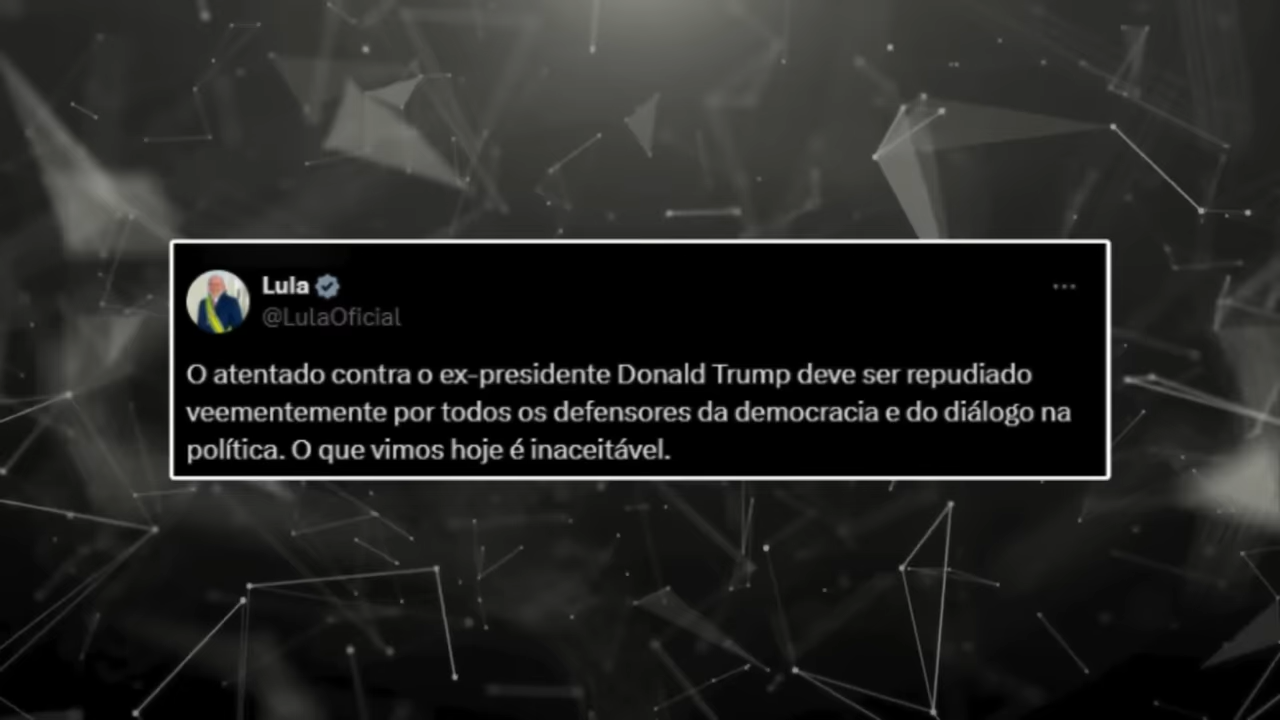 Lula
@LulaOficial
O atentado contra o ex-presidente Donald Trump deve ser repudiado
veementemente por todos os defensores da democracia e do diálogo na
política. O que vimos hoje é inaceitável.